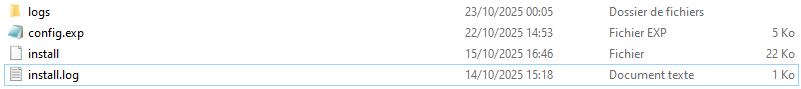 logs 23/10/2025 00:05 Dossier de fichiers
config.exp 22/10/2025 14:53 Fichier EXP 5 Ko
install 15/10/2025 16:46 Fichier 22 Ko
install.log 14/10/2025 15:18 Document texte 1 Ko